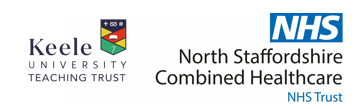 Keele
UNIVERSITY
TEACHING TRUST
NHS
North Staffordshire
Combined Healthcare
NHS Trust